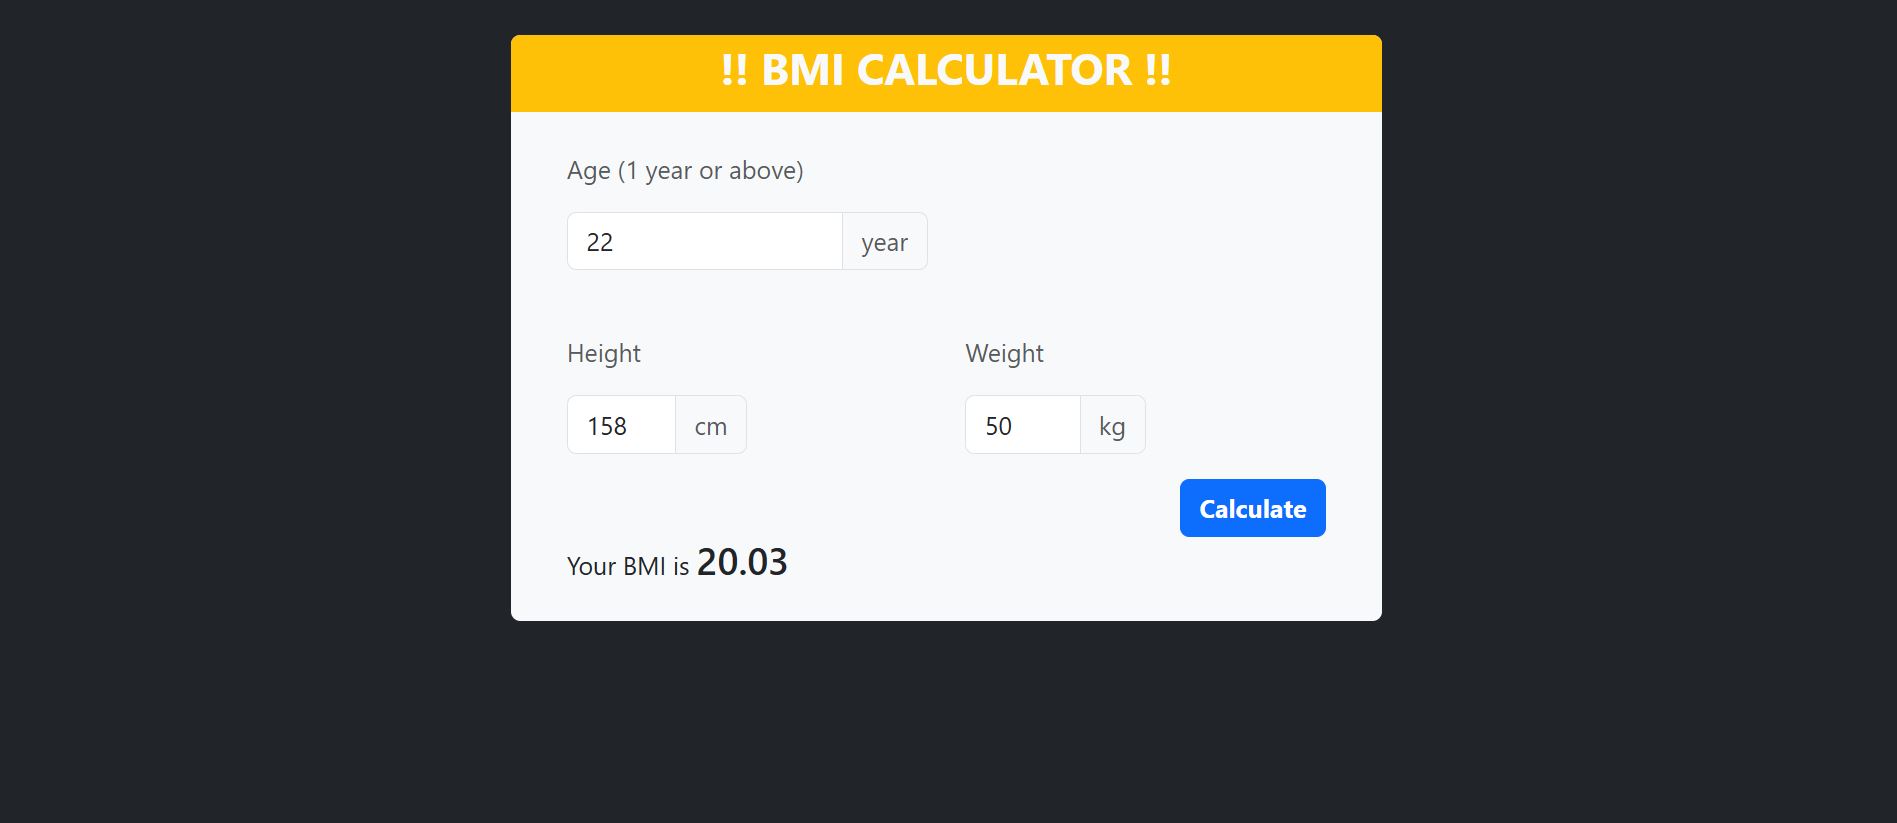 !! BMI CALCULATOR !!
Age (1 year or above)
22 year
Height Weight
158 cm 50 kg
Calculate
Your BMI is 20.03